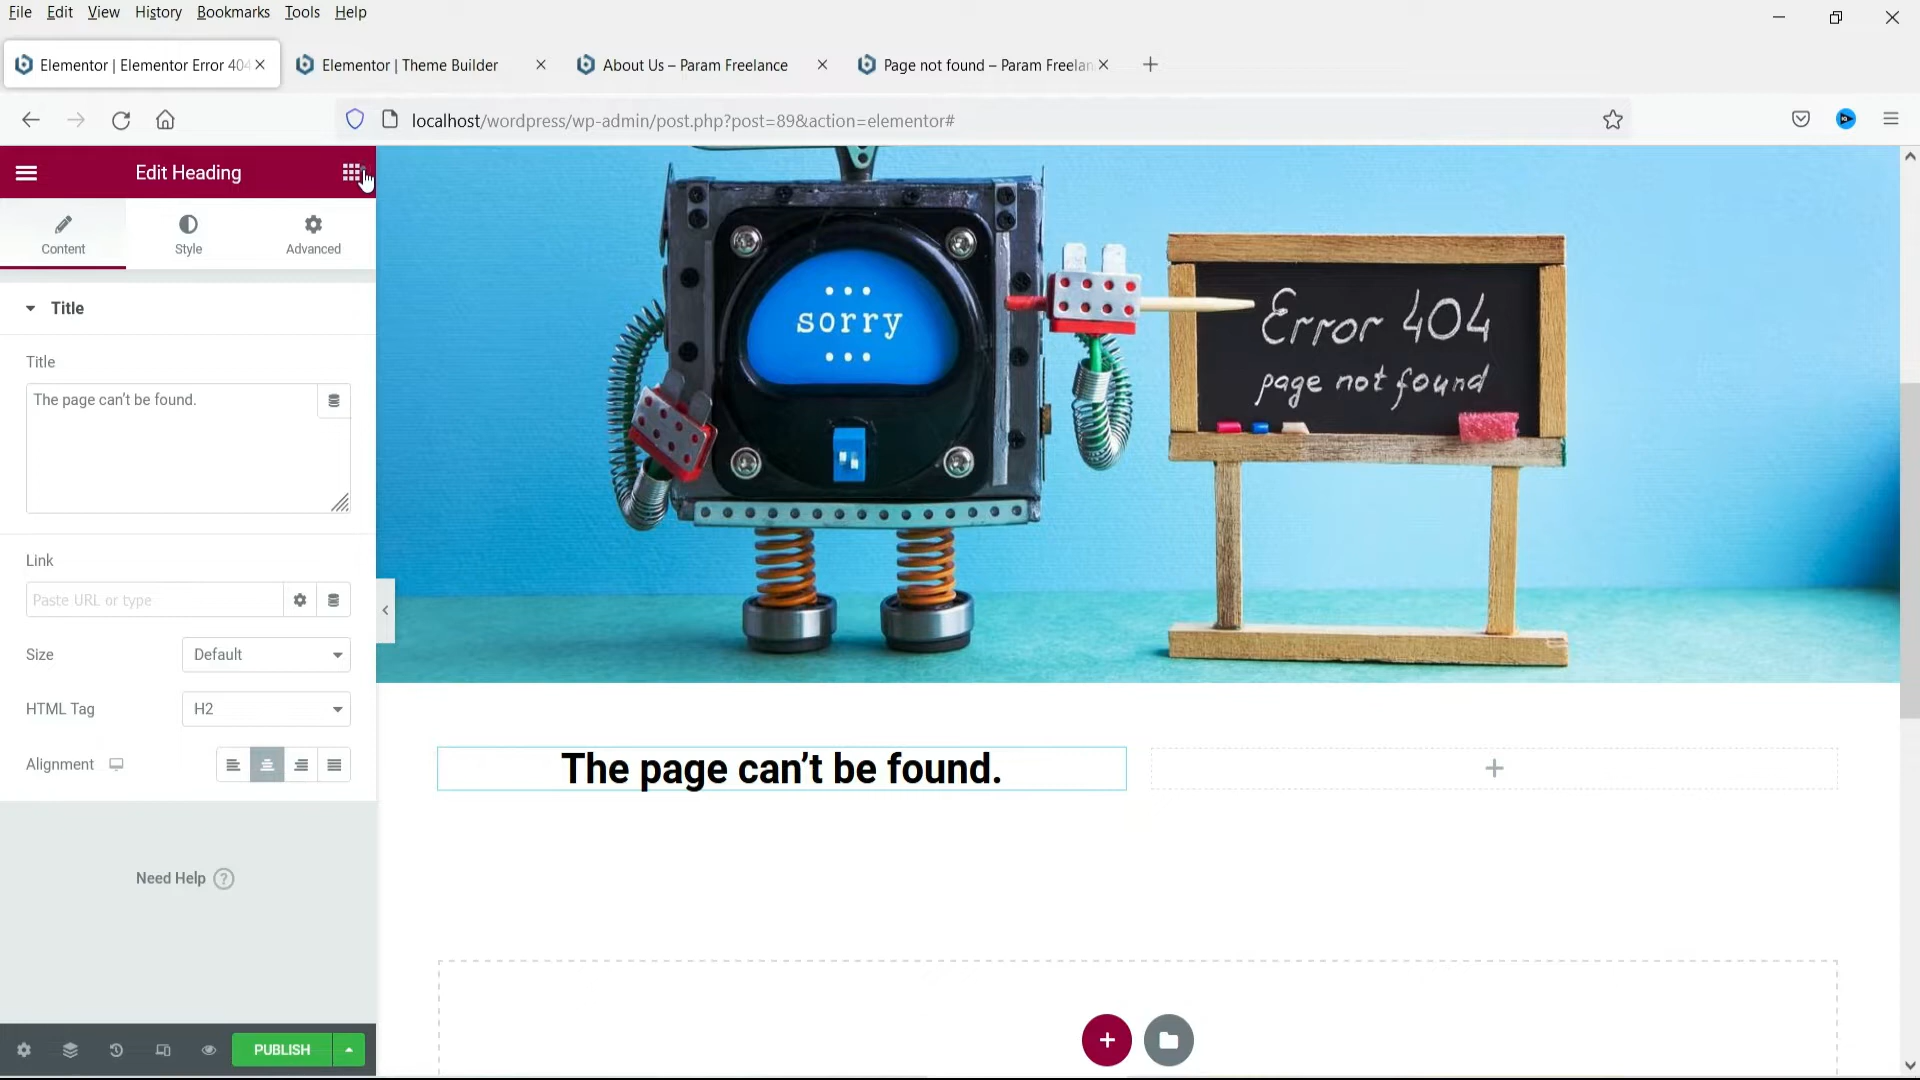 File Edit View History Bookmarks Tools Help
Elementor | Elementor Error 404
Elementor | Theme Builder
About Us – Param Freelance
Page not found – Param Freelan
localhost/wordpress/wp-admin/post.php?post=89&action=elementor#
Edit Heading
Content Style Advanced
Title
Title
The page can't be found.
Link
Paste URL or type
Size Default
HTML Tag H2
Alignment
Need Help ?
PUBLISH
sorry
Error 404
page not found
The page can't be found.